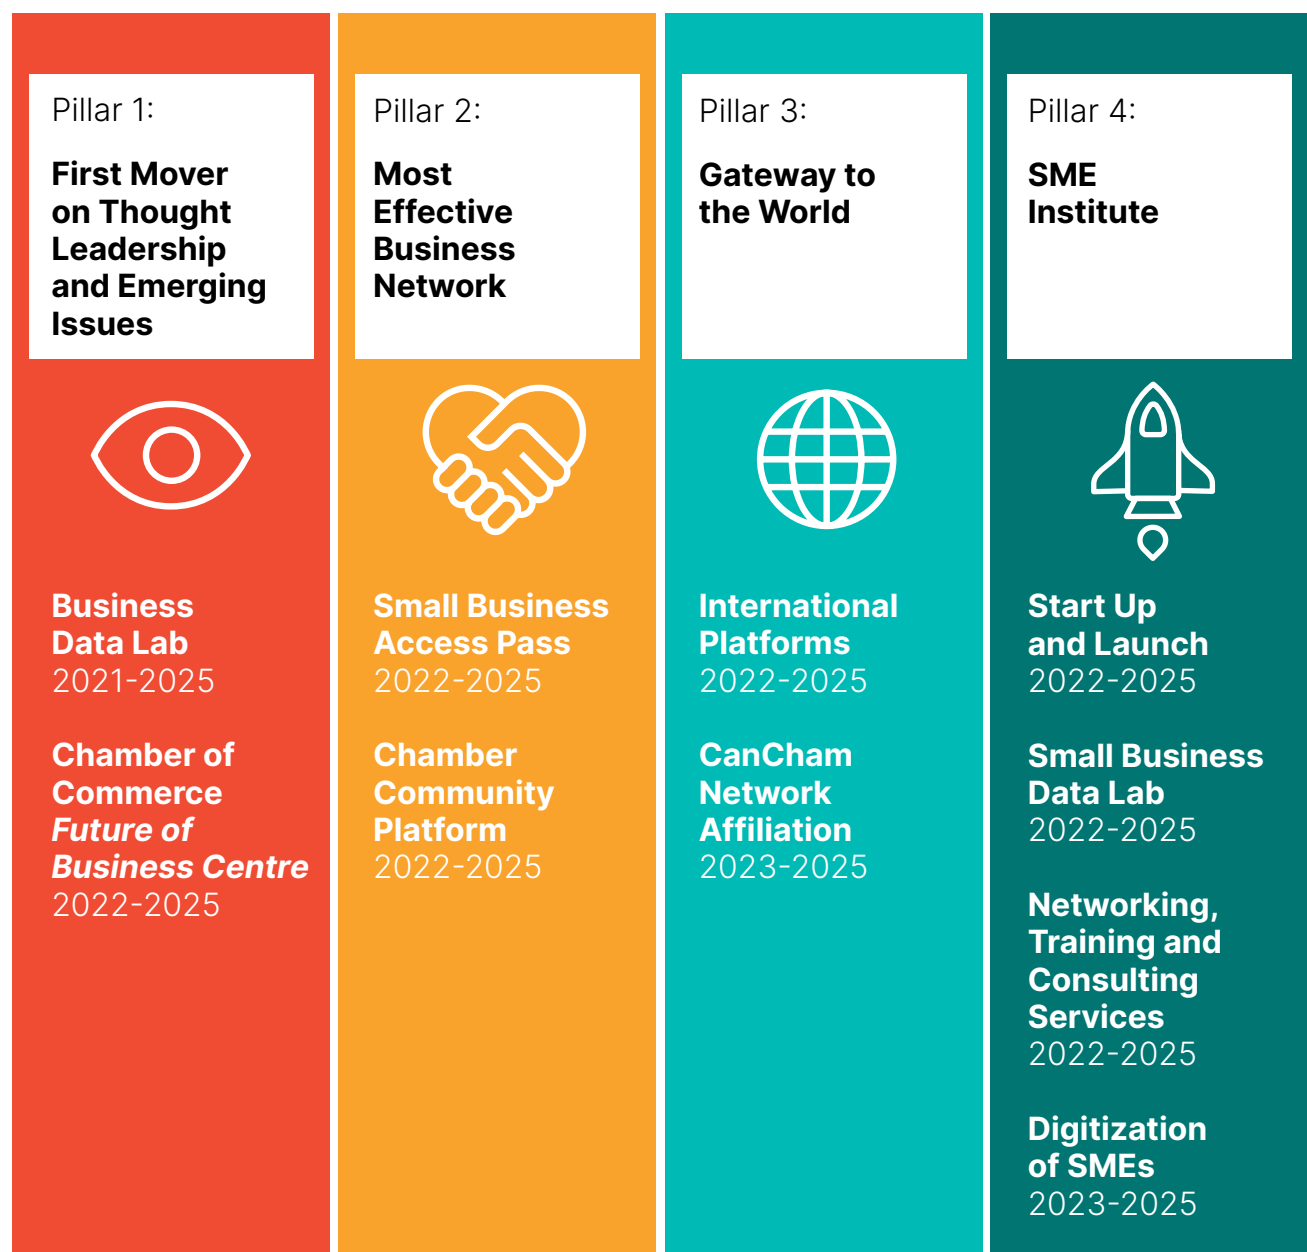 Pillar 1:
First Mover
on Thought
Leadership
and Emerging
Issues
Business
Data Lab
2021-2025
Chamber of
Commerce
Future of
Business Centre
2022-2025
Pillar 2:
Most
Effective
Business
Network
Small Business
Access Pass
2022-2025
Chamber
Community
Platform
2022-2025
Pillar 3:
Gateway to
the World
International
Platforms
2022-2025
CanCham
Network
Affiliation
2023-2025
Pillar 4:
SME
Institute
Start Up
and Launch
2022-2025
Small Business
Data Lab
2022-2025
Networking,
Training and
Consulting
Services
2022-2025
Digitization
of SMEs
2023-2025